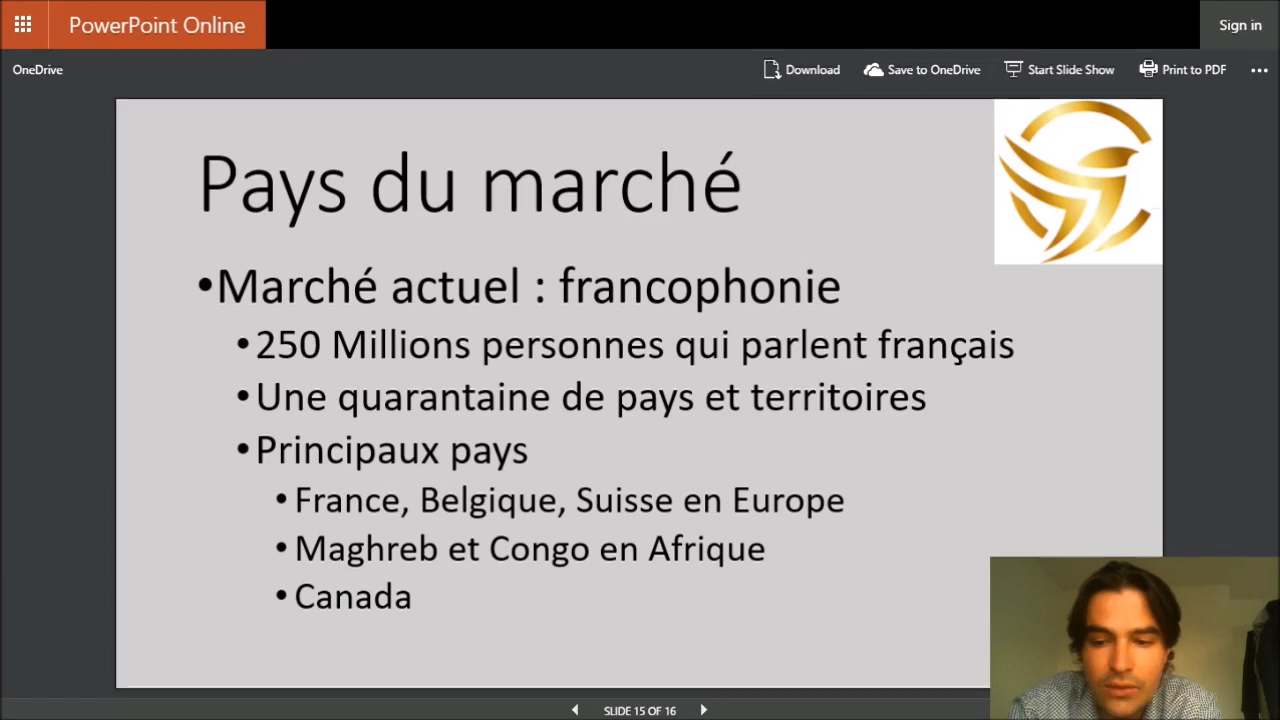 PowerPoint Online
Sign in
OneDrive
Download
Save to OneDrive
Start Slide Show
Print to PDF
Pays du marché
•Marché actuel : francophonie
•250 Millions personnes qui parlent français
•Une quarantaine de pays et territoires
•Principaux pays
•France, Belgique, Suisse en Europe
•Maghreb et Congo en Afrique
•Canada
SLIDE 15 OF 16